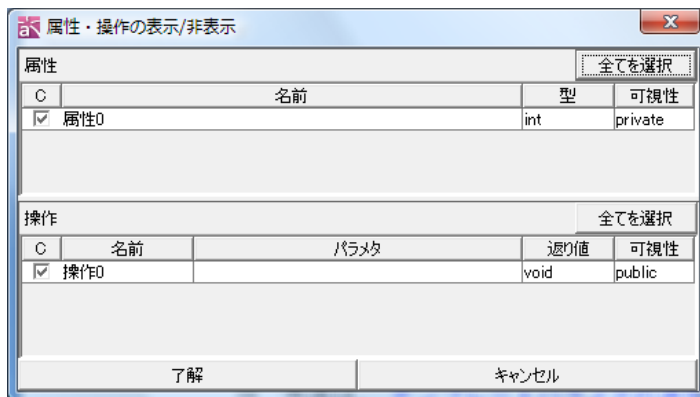 属性・操作の表示/非表示
属性 全てを選択
C 名前 型 可視性
属性0 int private
操作 全てを選択
C 名前 パラメタ 返り値 可視性
操作0 void public
了解 キャンセル